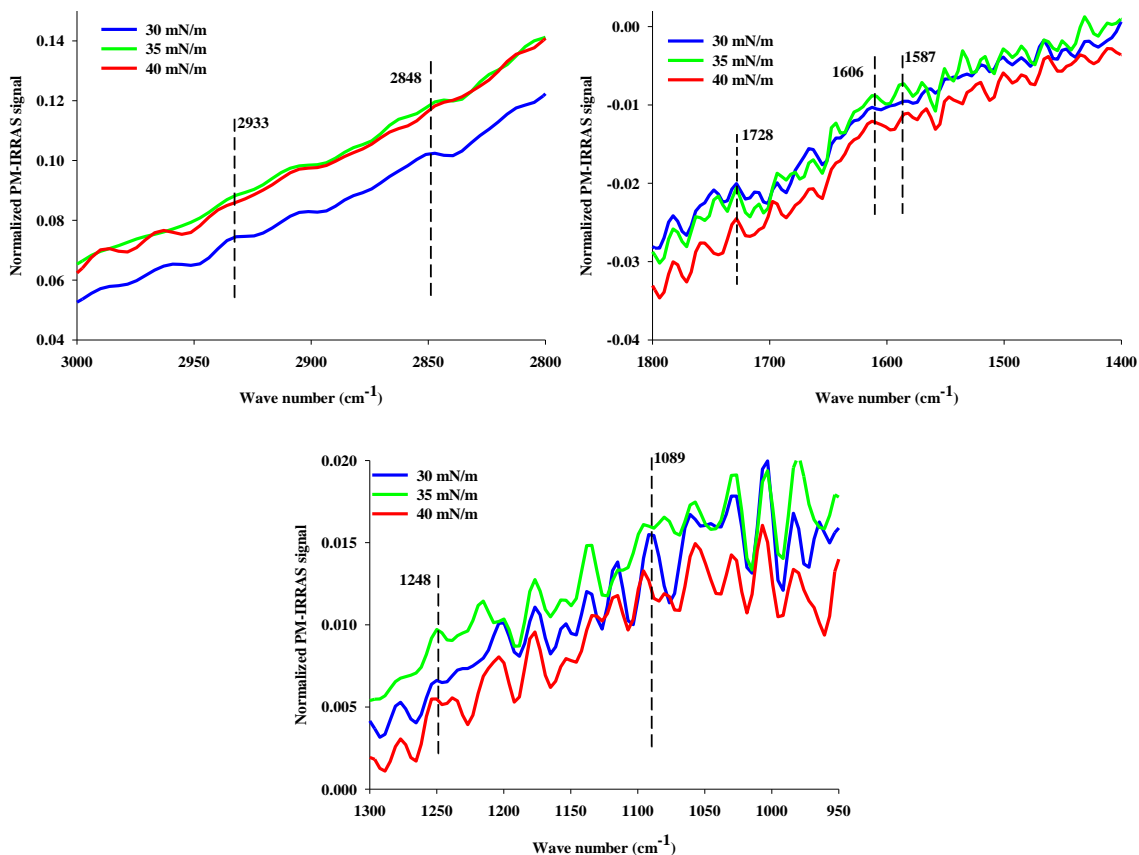 30 mN/m
35 mN/m
40 mN/m
2933
2848
0.14
0.12
0.10
0.08
0.06
0.04
Normalized PM-IRRAS signal
3000 2950 2900 2850 2800
Wave number (cm-1)
30 mN/m
35 mN/m
40 mN/m
1728
1606
1587
0.00
-0.01
-0.02
-0.03
-0.04
Normalized PM-IRRAS signal
1800 1700 1600 1500 1400
Wave number (cm-1)
30 mN/m
35 mN/m
40 mN/m
1248
1089
0.020
0.015
0.010
0.005
0.000
Normalized PM-IRRAS signal
1300 1250 1200 1150 1100 1050 1000 950
Wave number (cm-1)